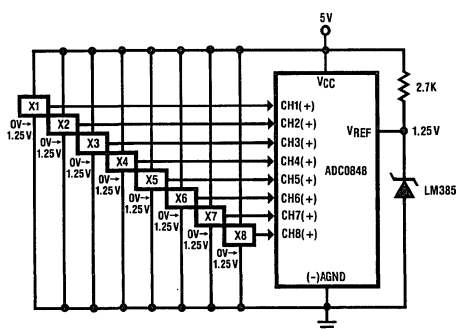 5V
VCC
2.7K
X1
CH1(+)
0V→
1.25V
X2
CH2(+)
0V→
1.25V
VREF
1.25V
X3
CH3(+)
0V→
1.25V
X4
CH4(+)
ADC0848
0V→
1.25V
X5
CH5(+)
LM385
0V→
1.25V
X6
CH6(+)
0V→
1.25V
X7
CH7(+)
0V→
1.25V
X8
CH8(+)
0V→
1.25V
(-)AGND